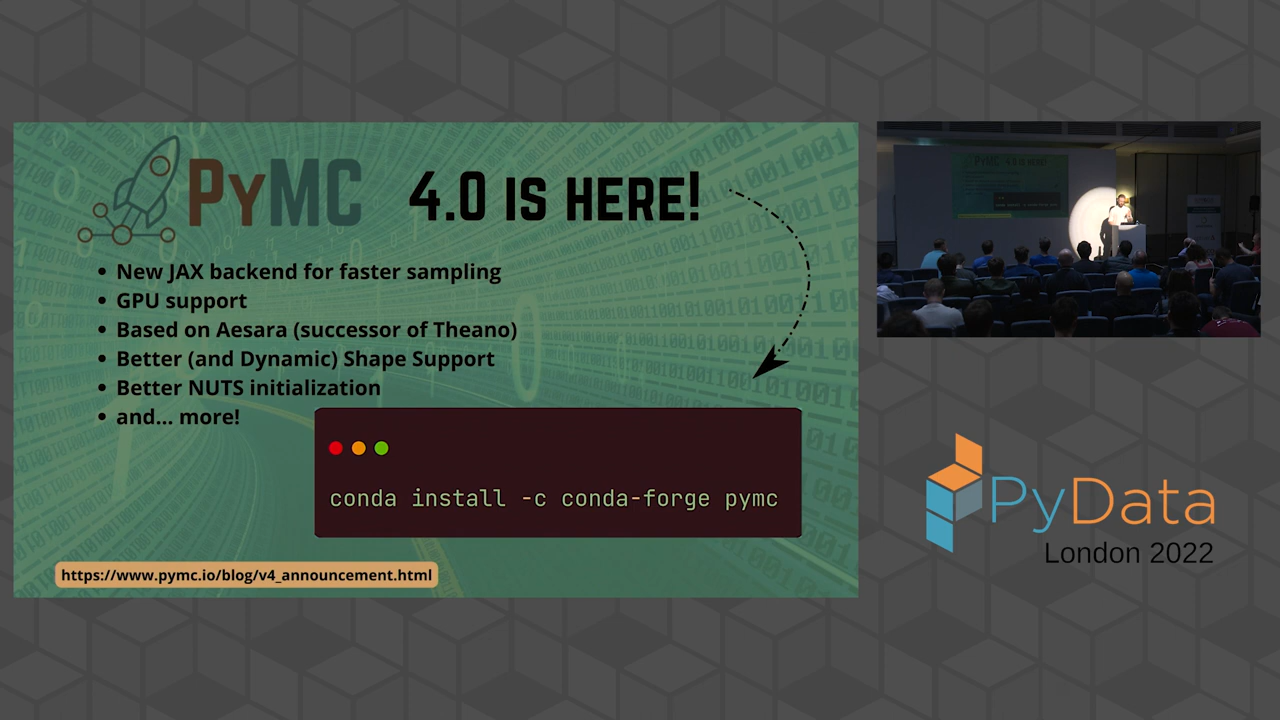 PyMC
4.0 IS HERE!
• New JAX backend for faster sampling
• GPU support
• Based on Aesara (successor of Theano)
• Better (and Dynamic) Shape Support
• Better NUTS initialization
• and... more!
conda install -c conda-forge pymc
https://www.pymc.io/blog/v4_announcement.html
PyData
London 2022